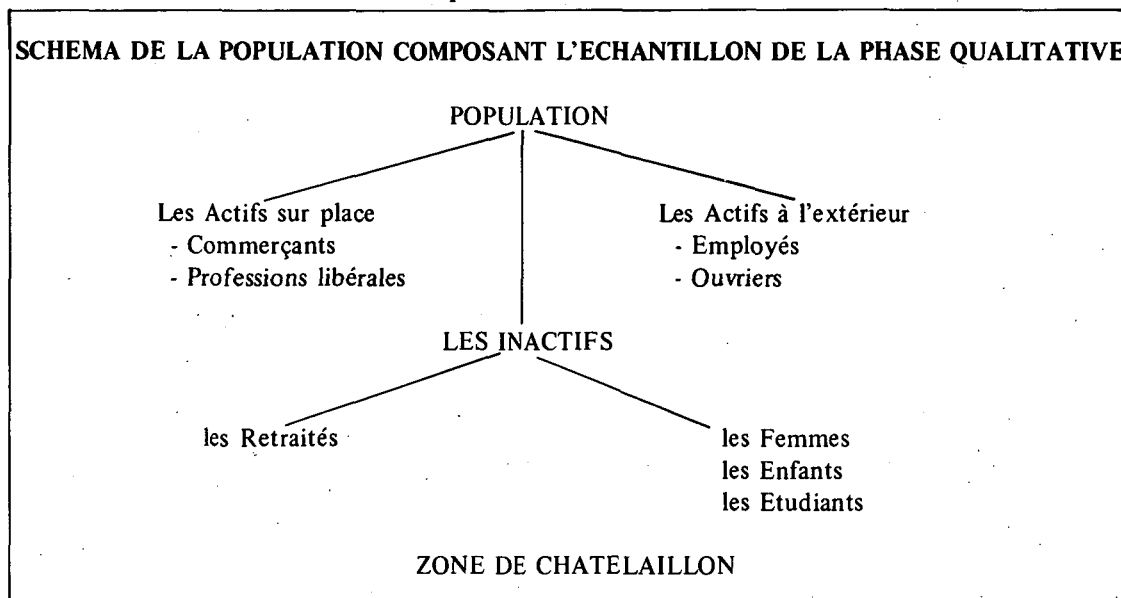 SCHEMA DE LA POPULATION COMPOSANT L'ECHANTILLON DE LA PHASE QUALITATIVE
POPULATION
Les Actifs sur place
- Commerçants
- Professions libérales
Les Actifs à l'extérieur
- Employés
- Ouvriers
LES INACTIFS
les Retraités
les Femmes
les Enfants
les Etudiants
ZONE DE CHATELAILLON